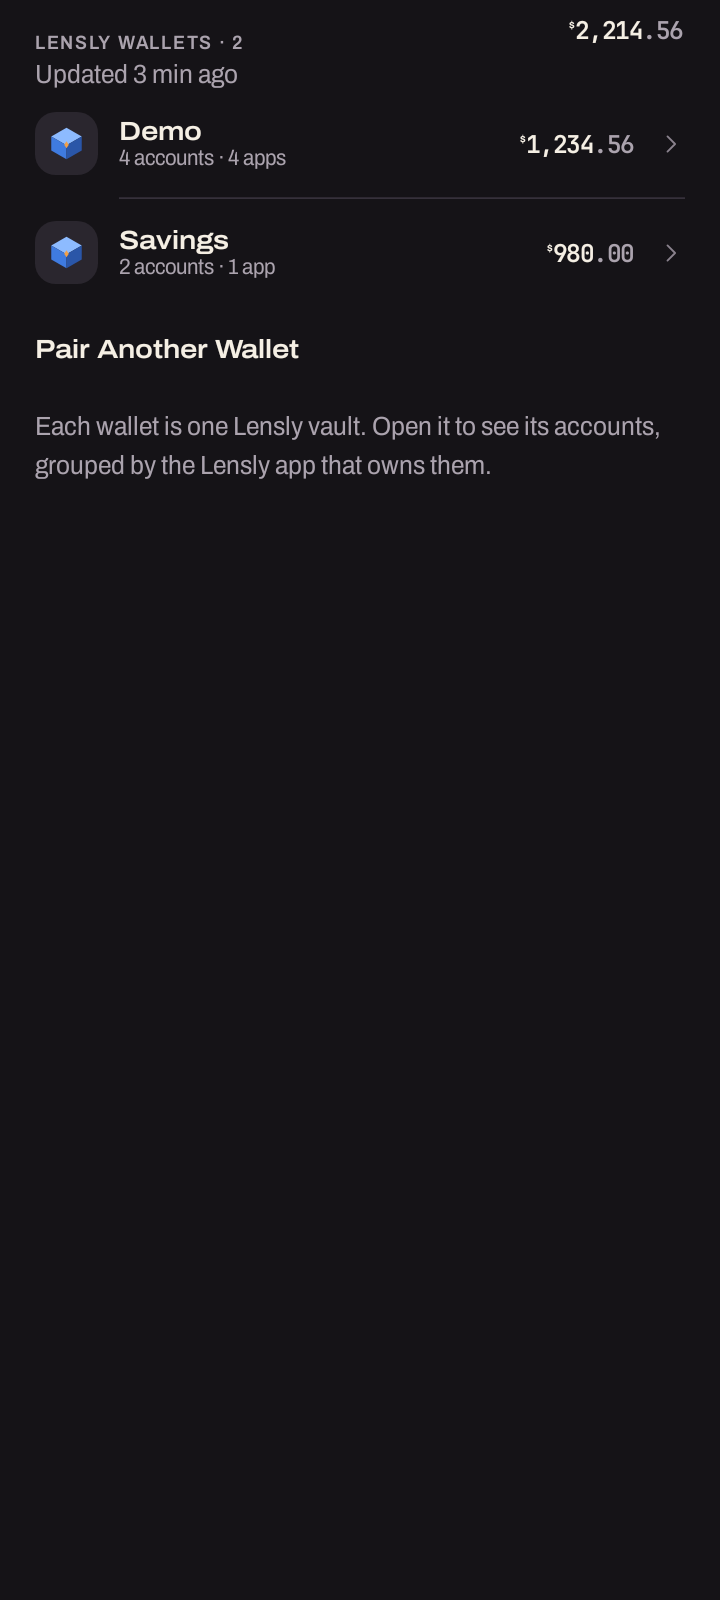 LENSLY WALLETS · 2
$2,214.56
Updated 3 min ago
Demo
4 accounts · 4 apps
$1,234.56
Savings
2 accounts · 1 app
$980.00
Pair Another Wallet
Each wallet is one Lensly vault. Open it to see its accounts,
grouped by the Lensly app that owns them.